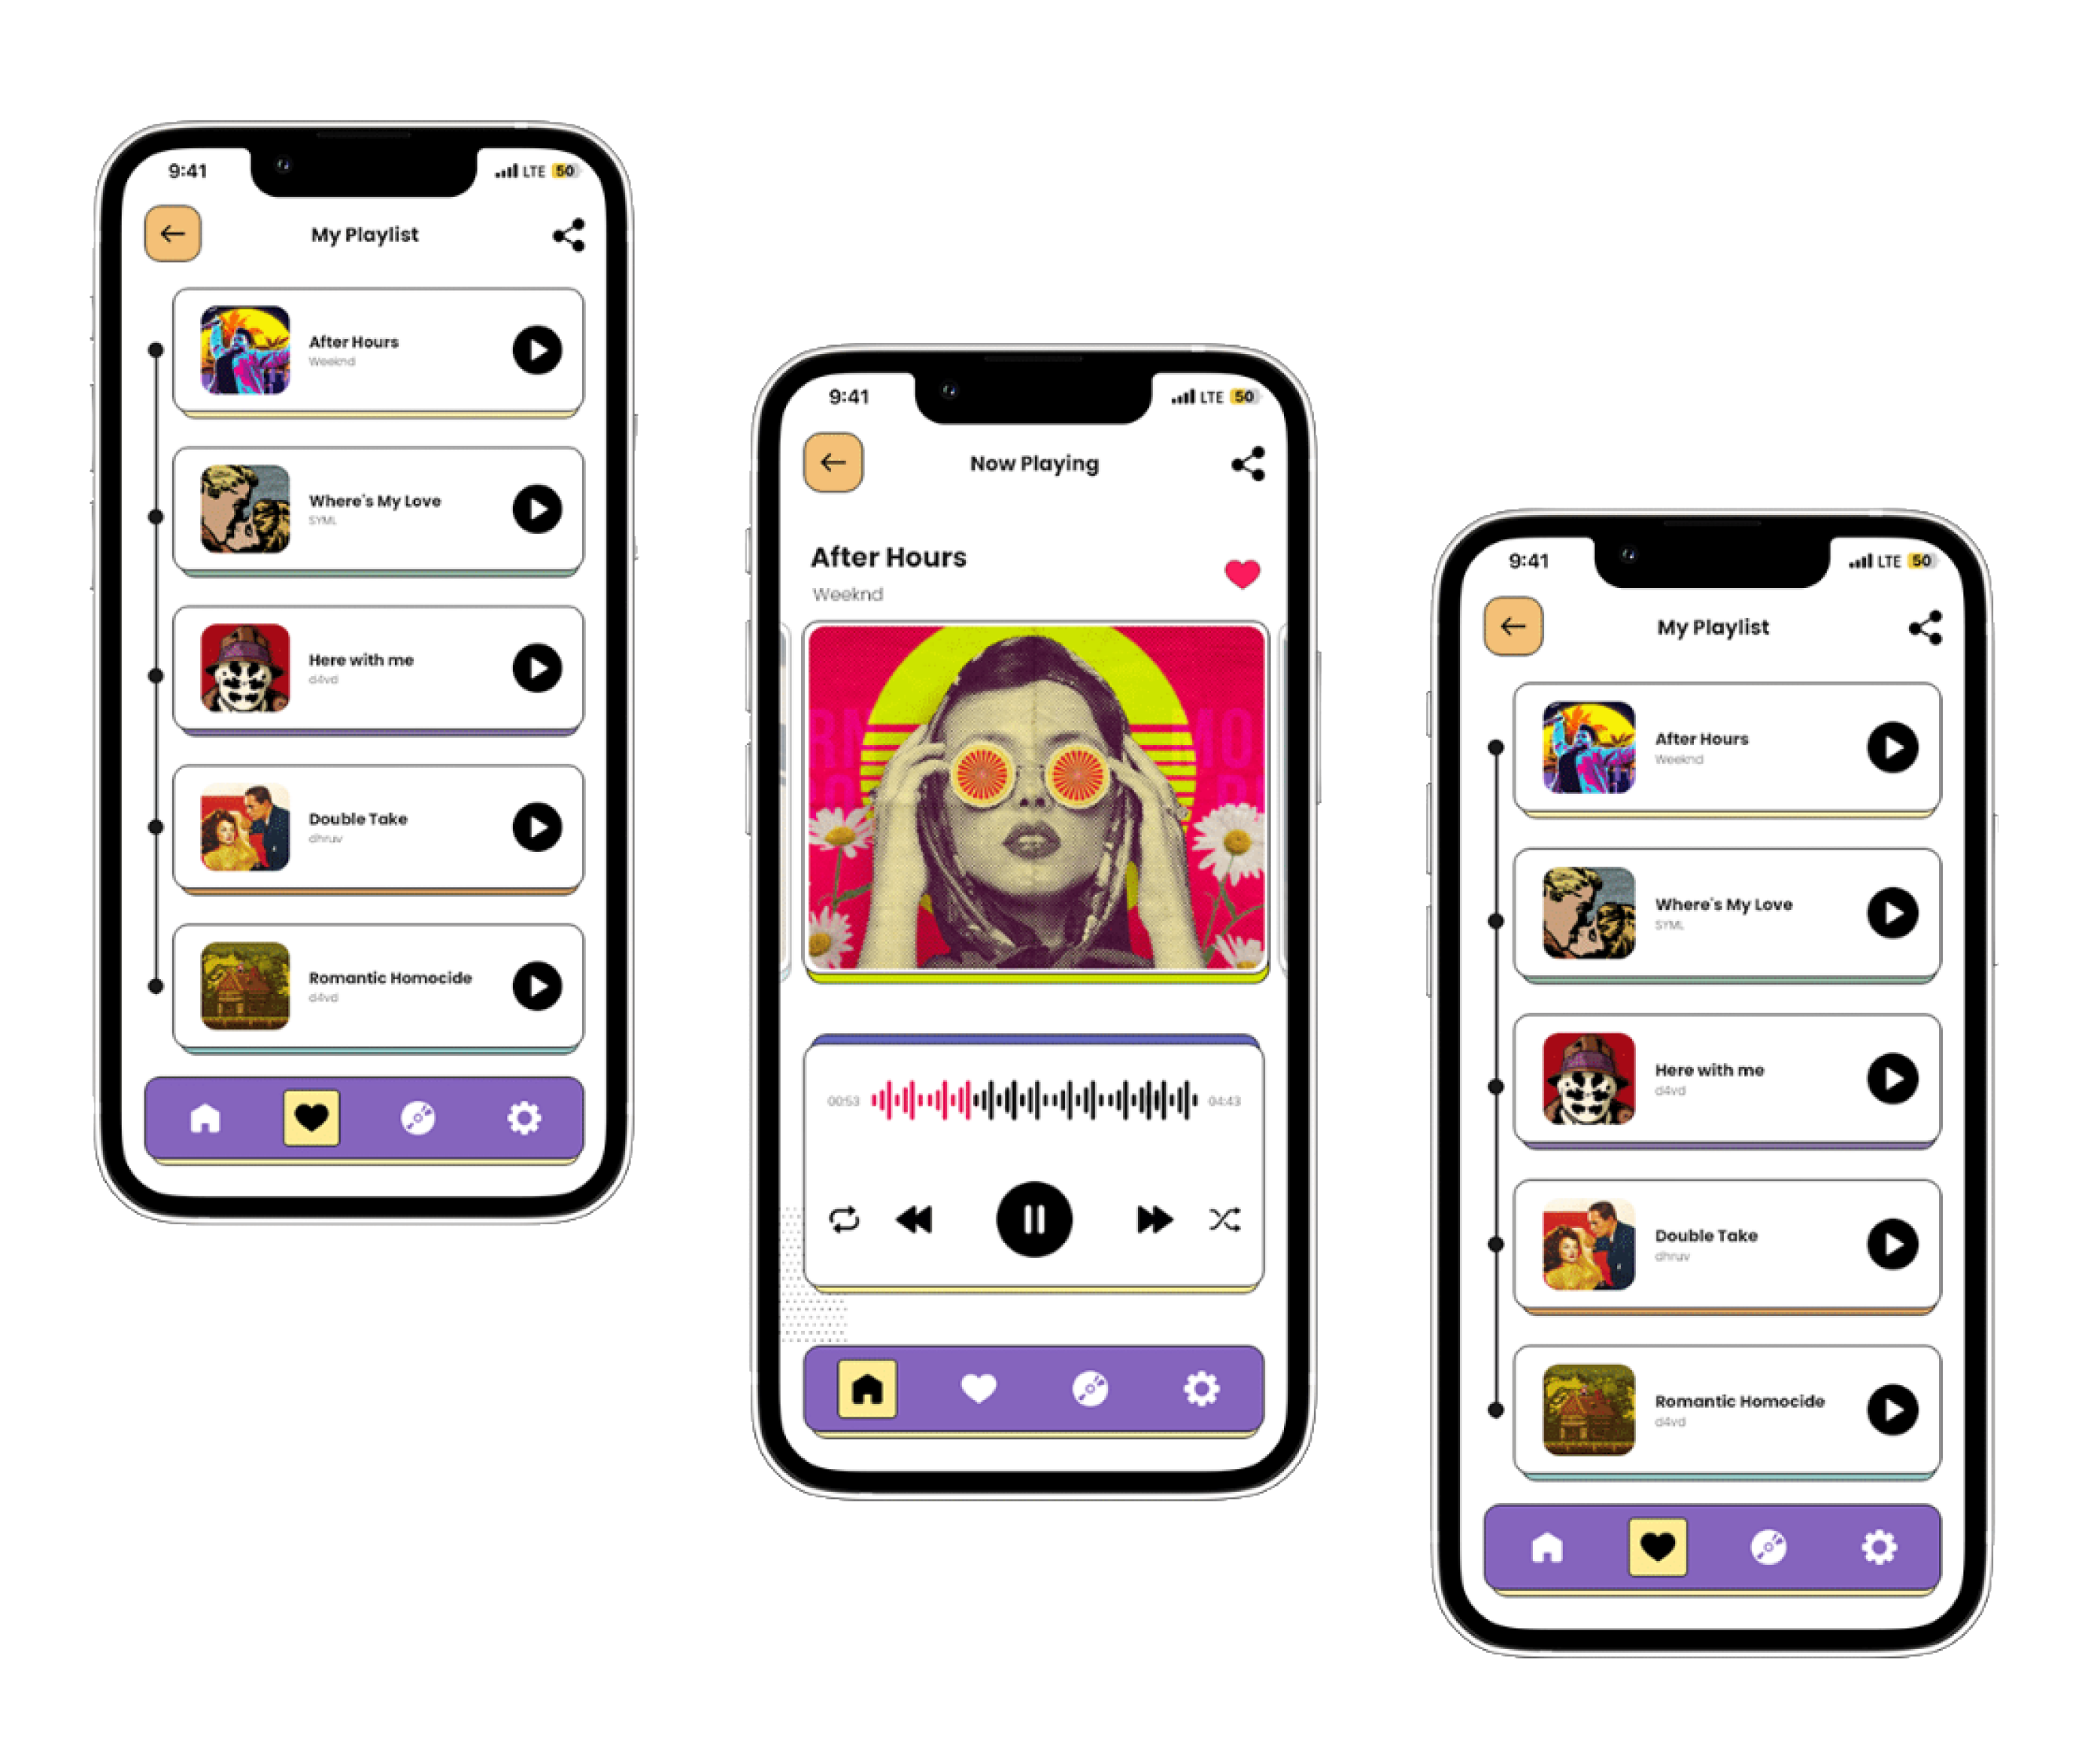 9:41
LTE 50
My Playlist
After Hours
Weeknd
Where's My Love
SYML
Here with me
d4vd
Double Take
dhruv
Romantic Homocide
d4vd
9:41
LTE 50
Now Playing
After Hours
Weeknd
00:53
04:43
9:41
LTE 50
My Playlist
After Hours
Weeknd
Where's My Love
SYML
Here with me
d4vd
Double Take
dhruv
Romantic Homocide
d4vd